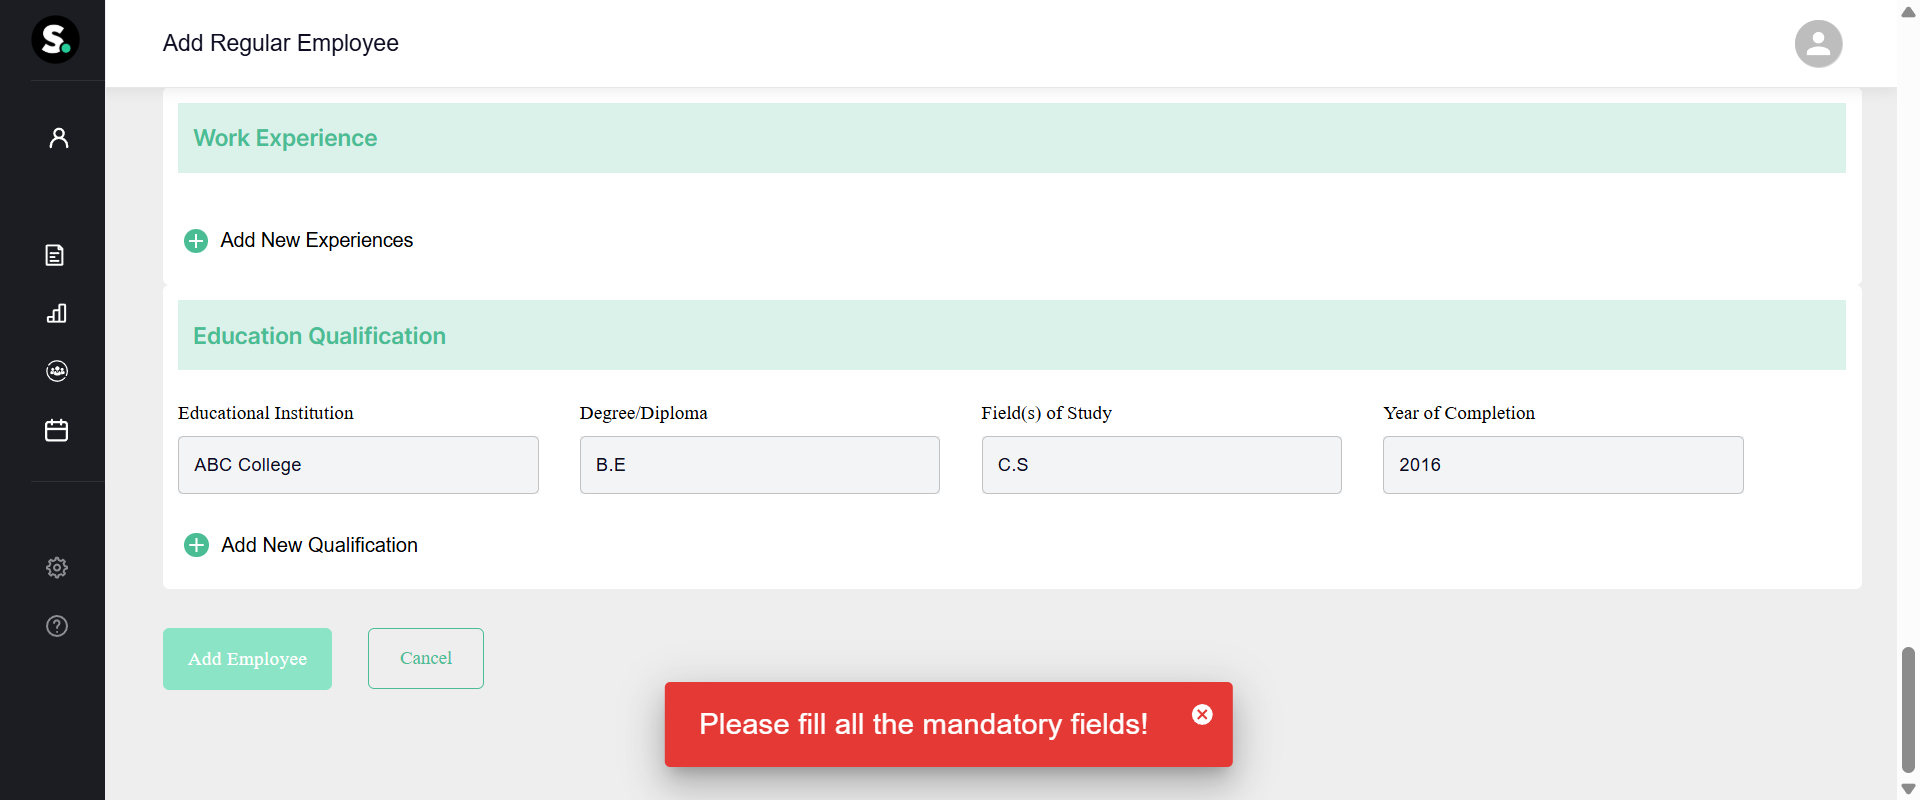 S.
Add Regular Employee
Work Experience
Add New Experiences
Education Qualification
Educational Institution
Degree/Diploma
Field(s) of Study
Year of Completion
ABC College
B.E
C.S
2016
Add New Qualification
Add Employee
Cancel
Please fill all the mandatory fields!